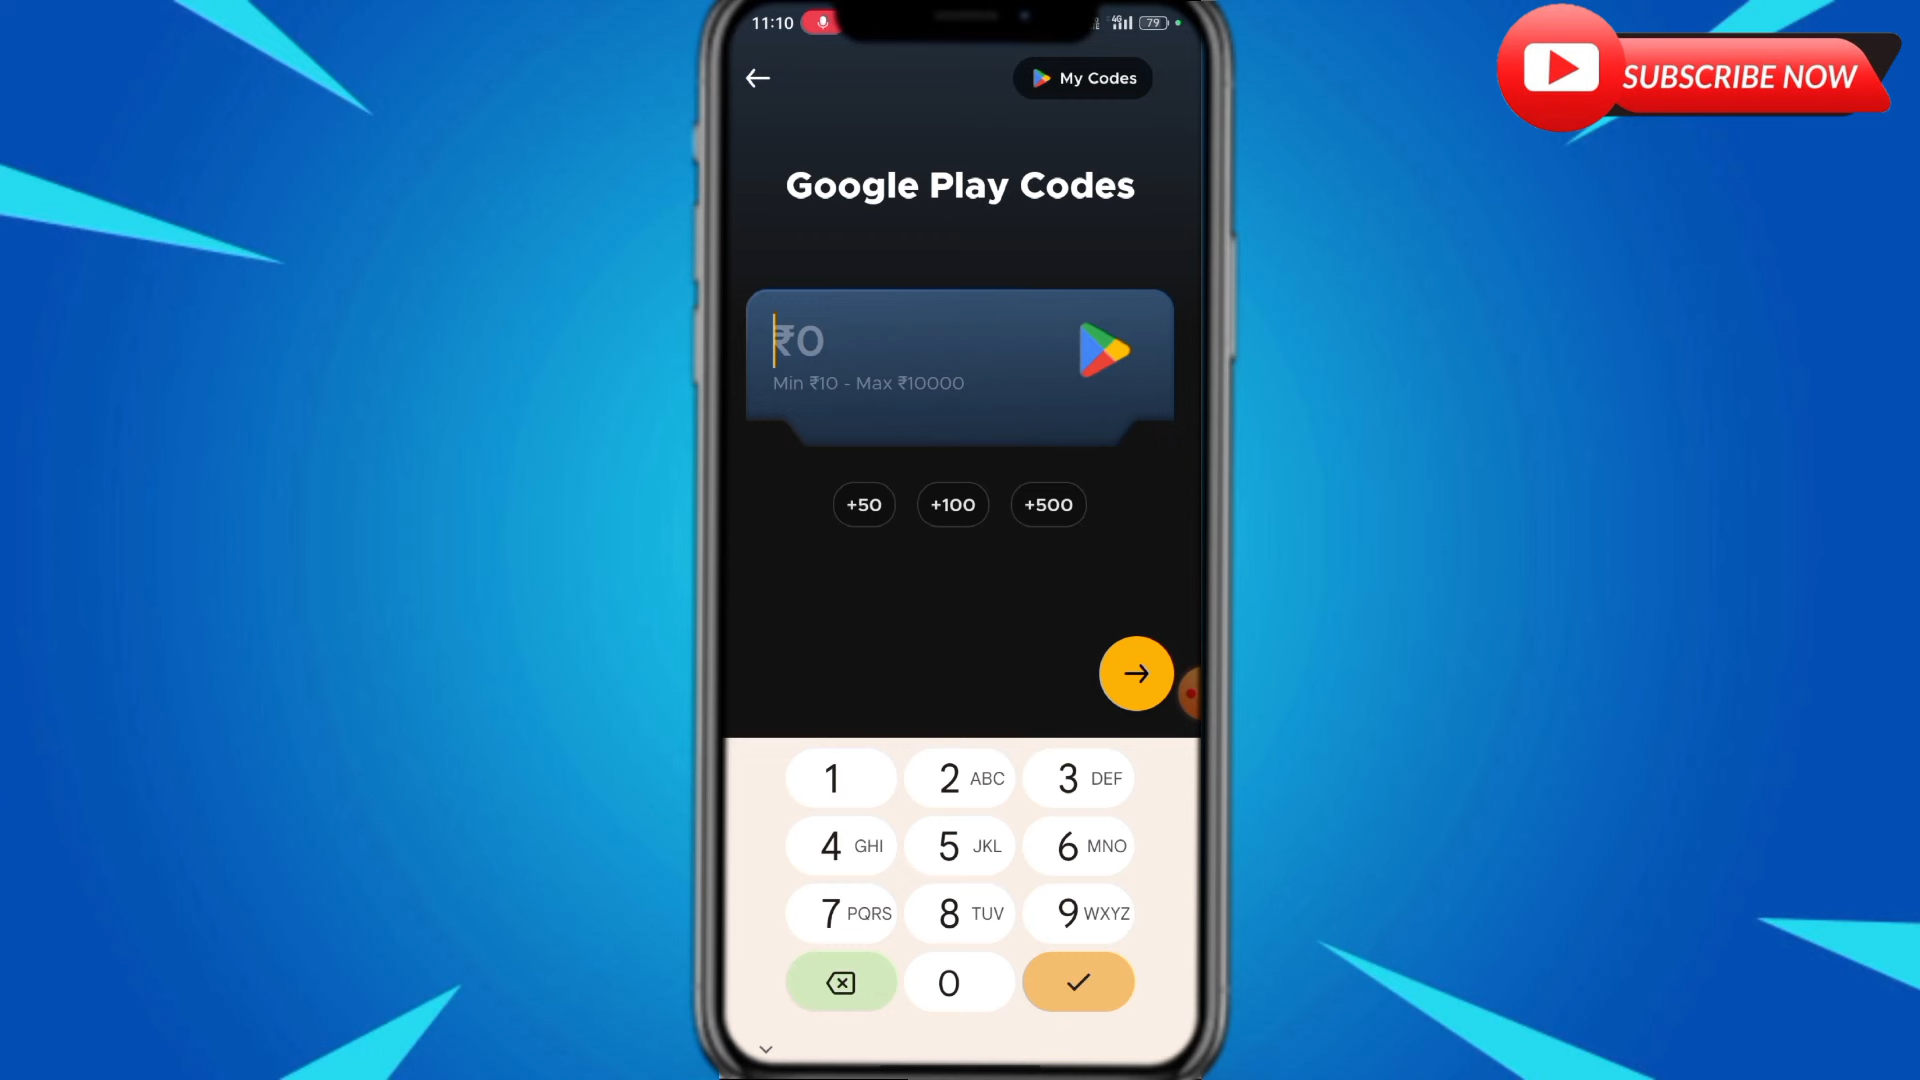 11:10
4G
79
SUBSCRIBE NOW
My Codes
Google Play Codes
₹0
Min ₹10 - Max ₹10000
+50 +100 +500
1 2 ABC 3 DEF
4 GHI 5 JKL 6 MNO
7 PQRS 8 TUV 9 WXYZ
0